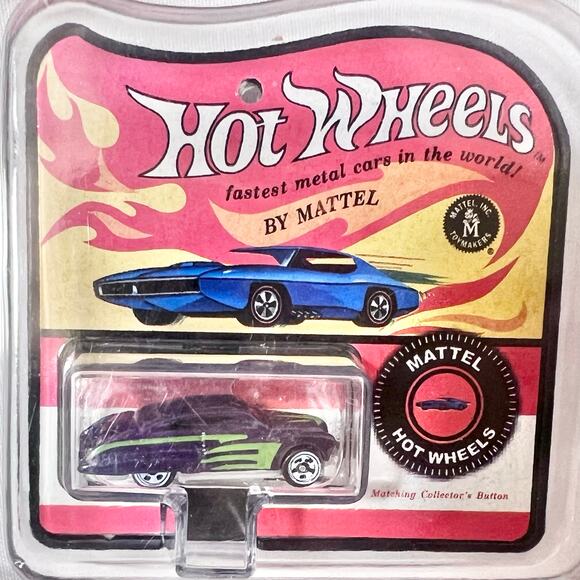 HOT WHEELS TM
fastest metal cars in the world!
BY MATTEL
MATTEL, INC.
M
TOYMAKERS ®
MATTEL
HOT WHEELS
Matching Collector's Button